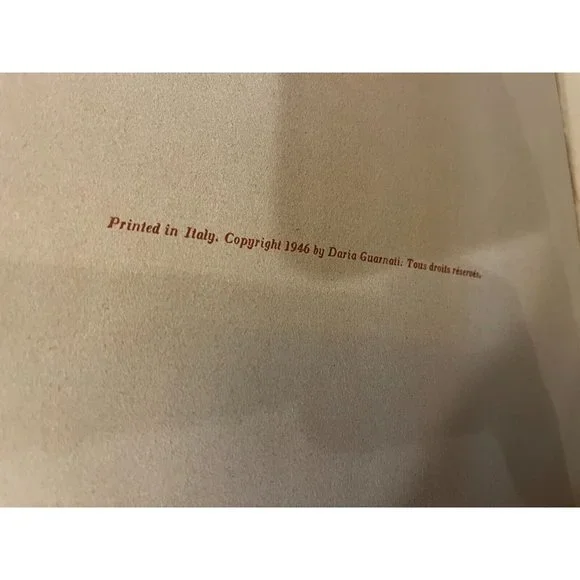 Printed in Italy. Copyright 1946 by Daria Guarnati. Tous droits réservés.